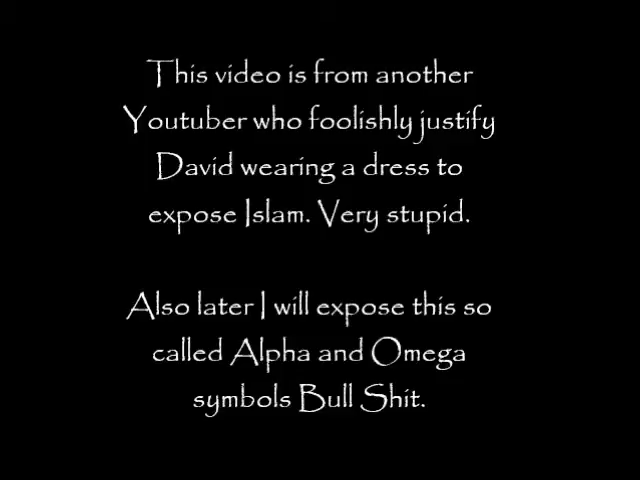 This video is from another
Youtuber who foolishly justify
David wearing a dress to
expose Islam. Very stupid.
Also later I will expose this so
called Alpha and Omega
symbols Bull Shit.